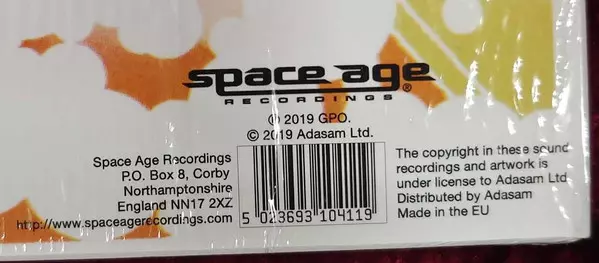 space age®
RECORDINGS
℗ 2019 GPO.
© 2019 Adasam Ltd.
Space Age Recordings
P.O. Box 8, Corby
Northamptonshire
England NN17 2XZ
http://www.spaceagerecordings.com
5 023693 104119
The copyright in these sound
recordings and artwork is
under license to Adasam Ltd
Distributed by Adasam
Made in the EU